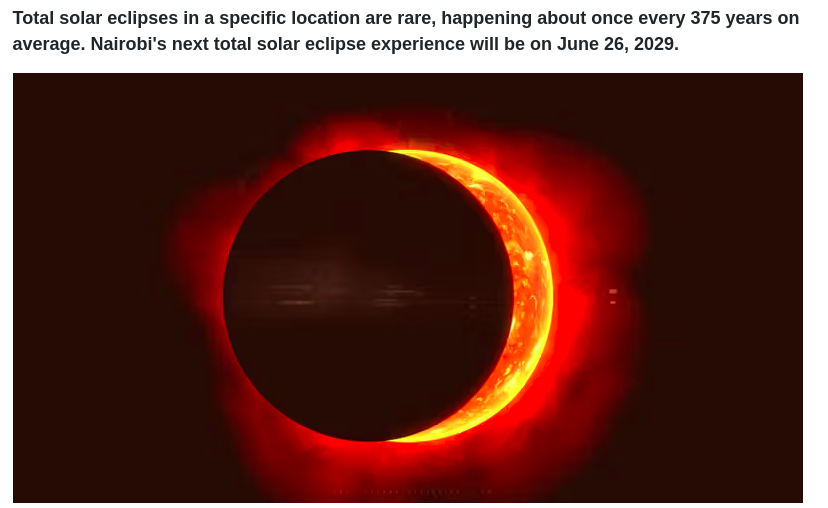 Total solar eclipses in a specific location are rare, happening about once every 375 years on
average. Nairobi's next total solar eclipse experience will be on June 26, 2029.